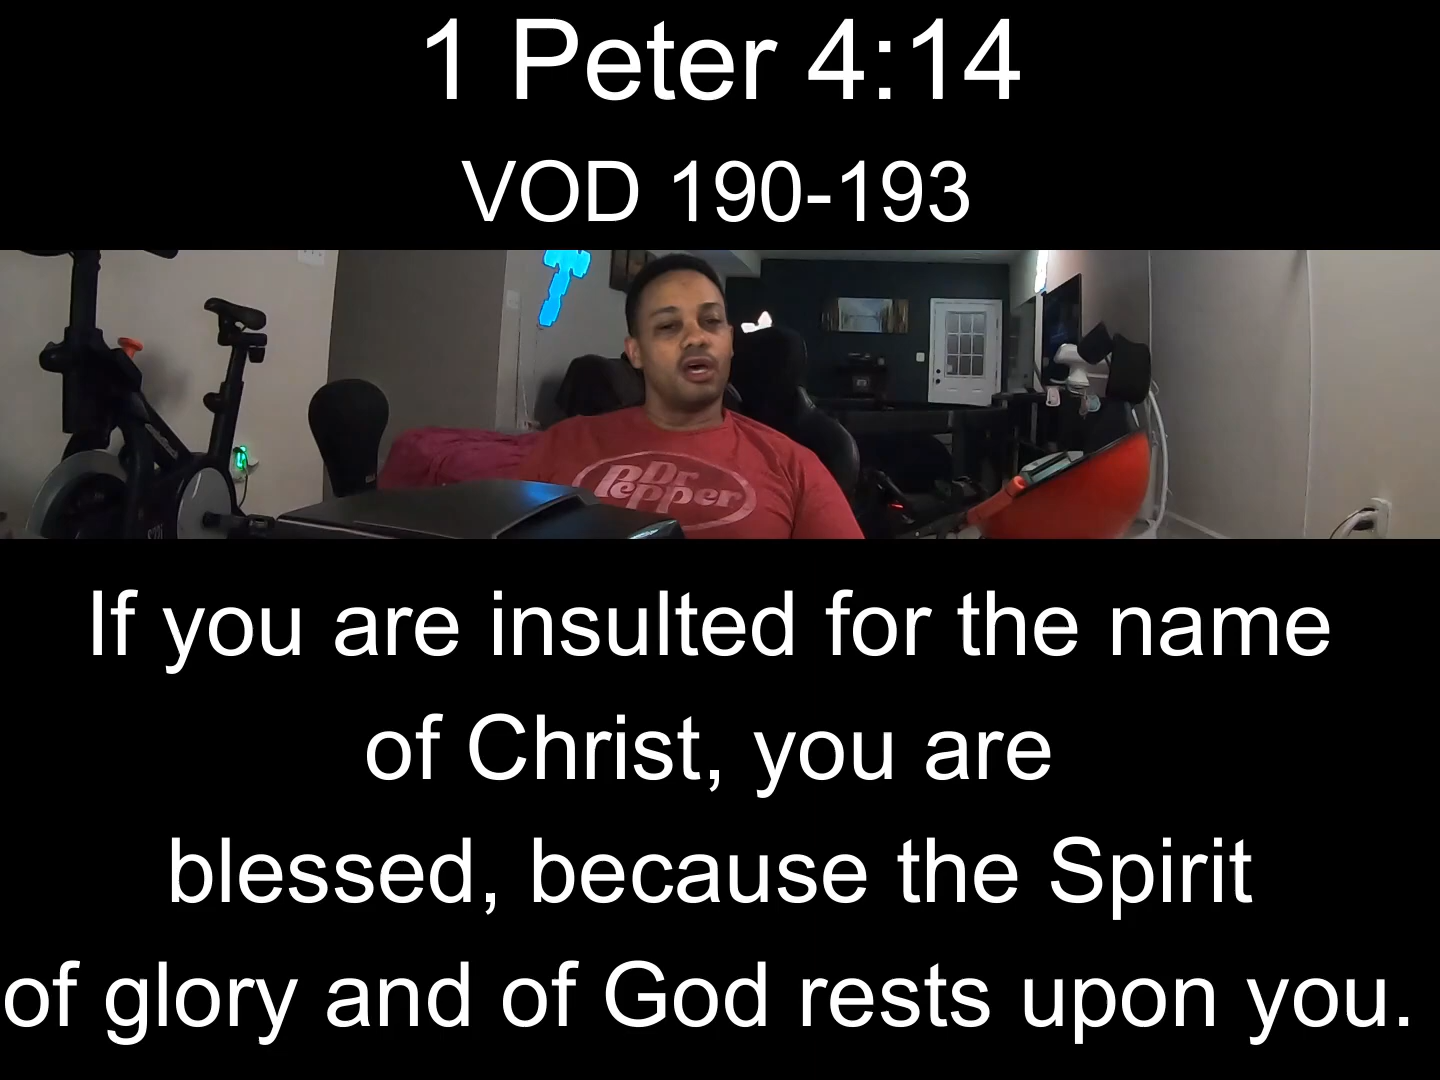 1 Peter 4:14
VOD 190-193
Dr
Pepper
If you are insulted for the name
of Christ, you are
blessed, because the Spirit
of glory and of God rests upon you.